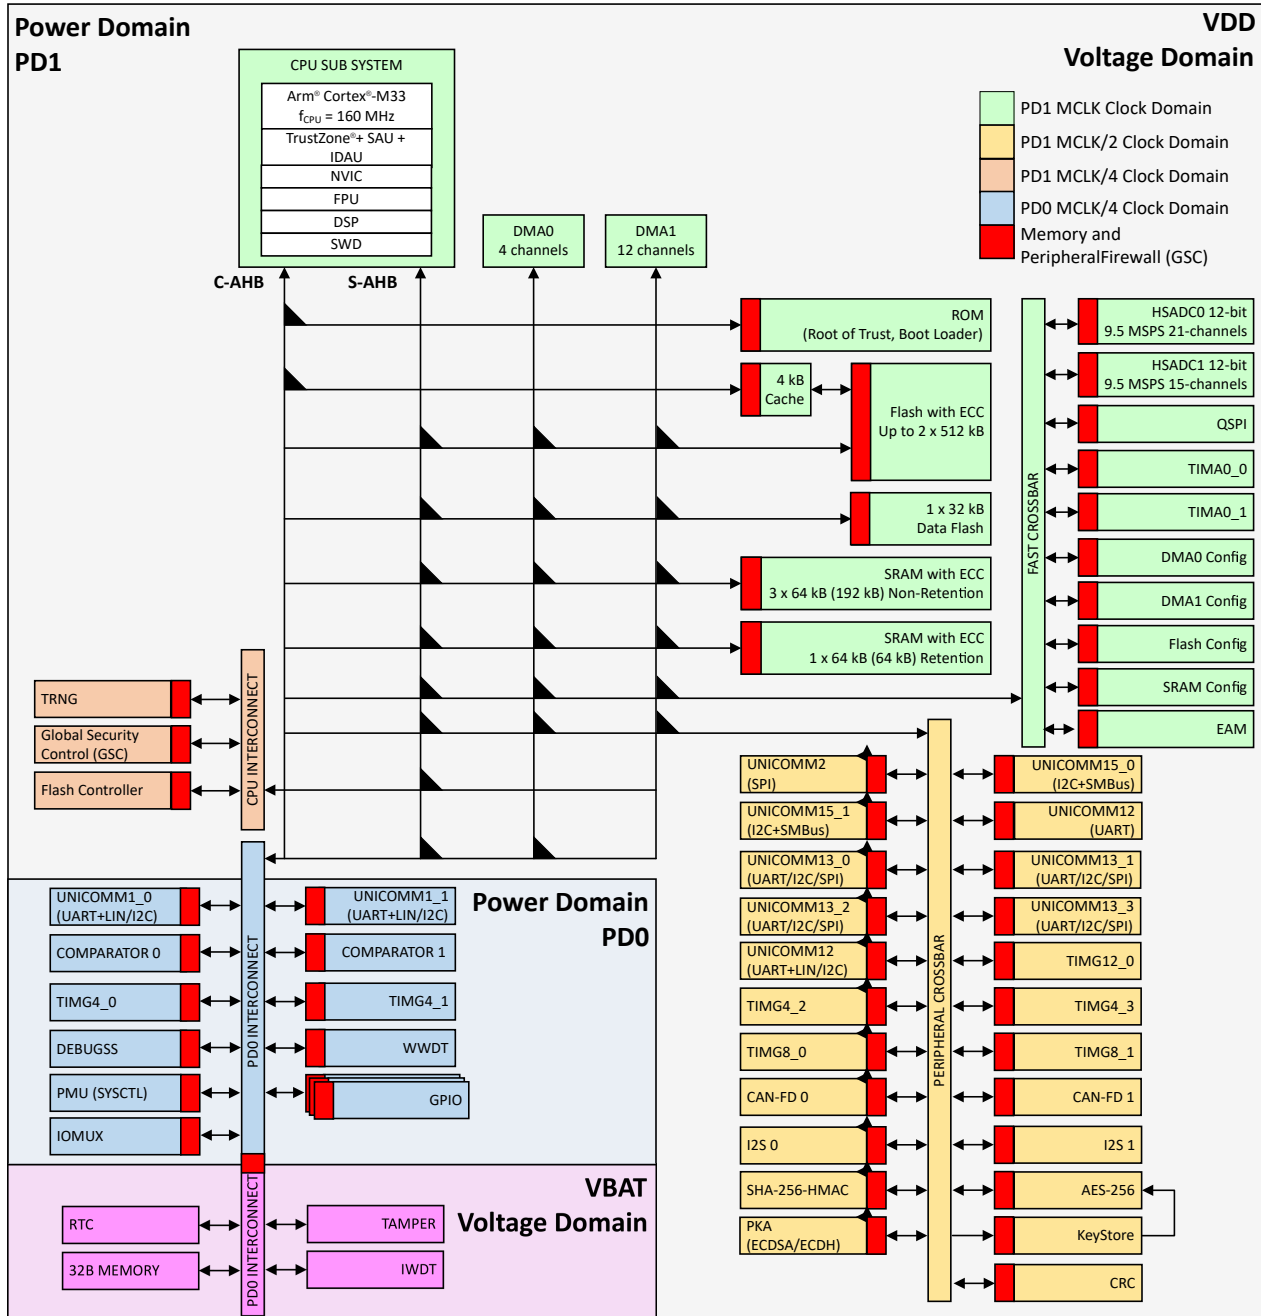 Power Domain
PD1
VDD
Voltage Domain
CPU SUB SYSTEM
Arm® Cortex®-M33
fCPU = 160 MHz
TrustZone®+ SAU +
IDAU
NVIC
FPU
DSP
SWD
C-AHB
S-AHB
DMA0
4 channels
DMA1
12 channels
PD1 MCLK Clock Domain
PD1 MCLK/2 Clock Domain
PD1 MCLK/4 Clock Domain
PD0 MCLK/4 Clock Domain
Memory and
PeripheralFirewall (GSC)
ROM
(Root of Trust, Boot Loader)
4 kB
Cache
Flash with ECC
Up to 2 x 512 kB
1 x 32 kB
Data Flash
SRAM with ECC
3 x 64 kB (192 kB) Non-Retention
SRAM with ECC
1 x 64 kB (64 kB) Retention
FAST CROSSBAR
HSADC0 12-bit
9.5 MSPS 21-channels
HSADC1 12-bit
9.5 MSPS 15-channels
QSPI
TIMA0_0
TIMA0_1
DMA0 Config
DMA1 Config
Flash Config
SRAM Config
EAM
TRNG
Global Security
Control (GSC)
Flash Controller
CPU INTERCONNECT
UNICOMM2
(SPI)
UNICOMM15_1
(I2C+SMBus)
UNICOMM13_0
(UART/I2C/SPI)
UNICOMM13_2
(UART/I2C/SPI)
UNICOMM12
(UART+LIN/I2C)
TIMG4_2
TIMG8_0
CAN-FD 0
I2S 0
SHA-256-HMAC
PKA
(ECDSA/ECDH)
PERIPHERAL CROSSBAR
UNICOMM15_0
(I2C+SMBus)
UNICOMM12
(UART)
UNICOMM13_1
(UART/I2C/SPI)
UNICOMM13_3
(UART/I2C/SPI)
TIMG12_0
TIMG4_3
TIMG8_1
CAN-FD 1
I2S 1
AES-256
KeyStore
CRC
Power Domain
PD0
UNICOMM1_0
(UART+LIN/I2C)
COMPARATOR 0
TIMG4_0
DEBUGSS
PMU (SYSCTL)
IOMUX
PD0 INTERCONNECT
UNICOMM1_1
(UART+LIN/I2C)
COMPARATOR 1
TIMG4_1
WWDT
GPIO
VBAT
Voltage Domain
RTC
32B MEMORY
PD0 INTERCONNECT
TAMPER
IWDT